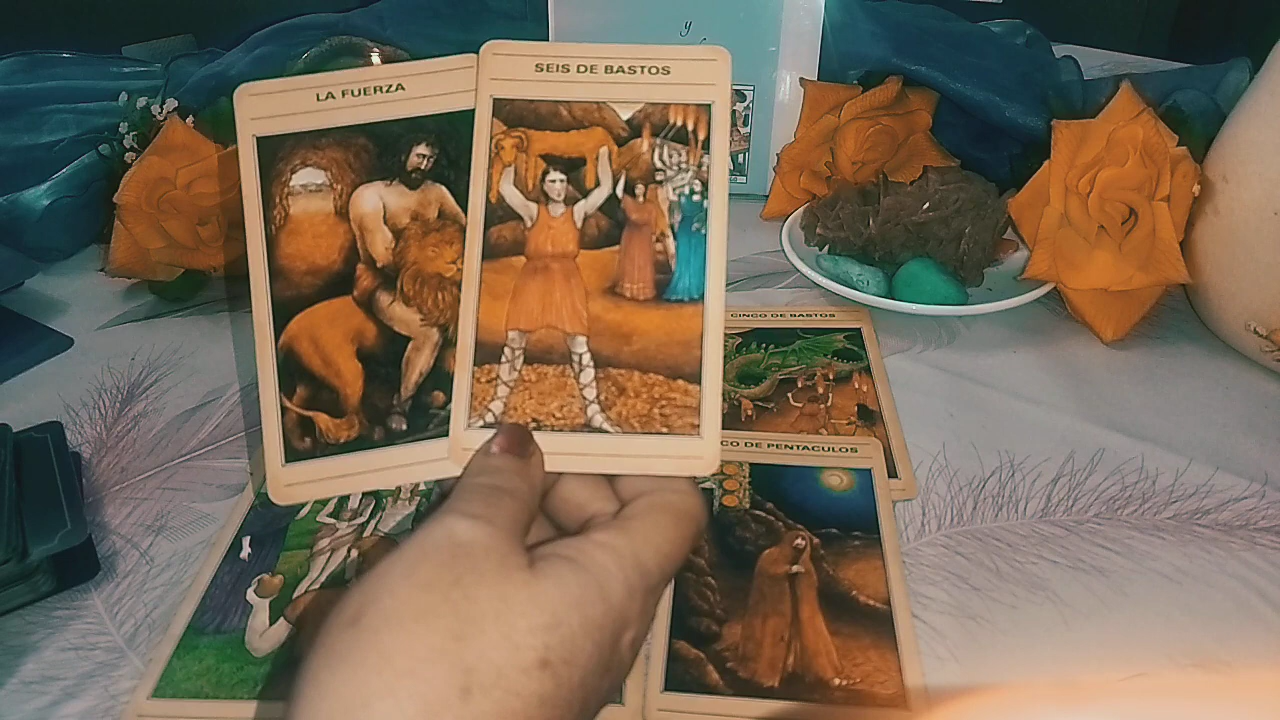 y
LA FUERZA
SEIS DE BASTOS
CINCO DE BASTOS
CO DE PENTACULOS